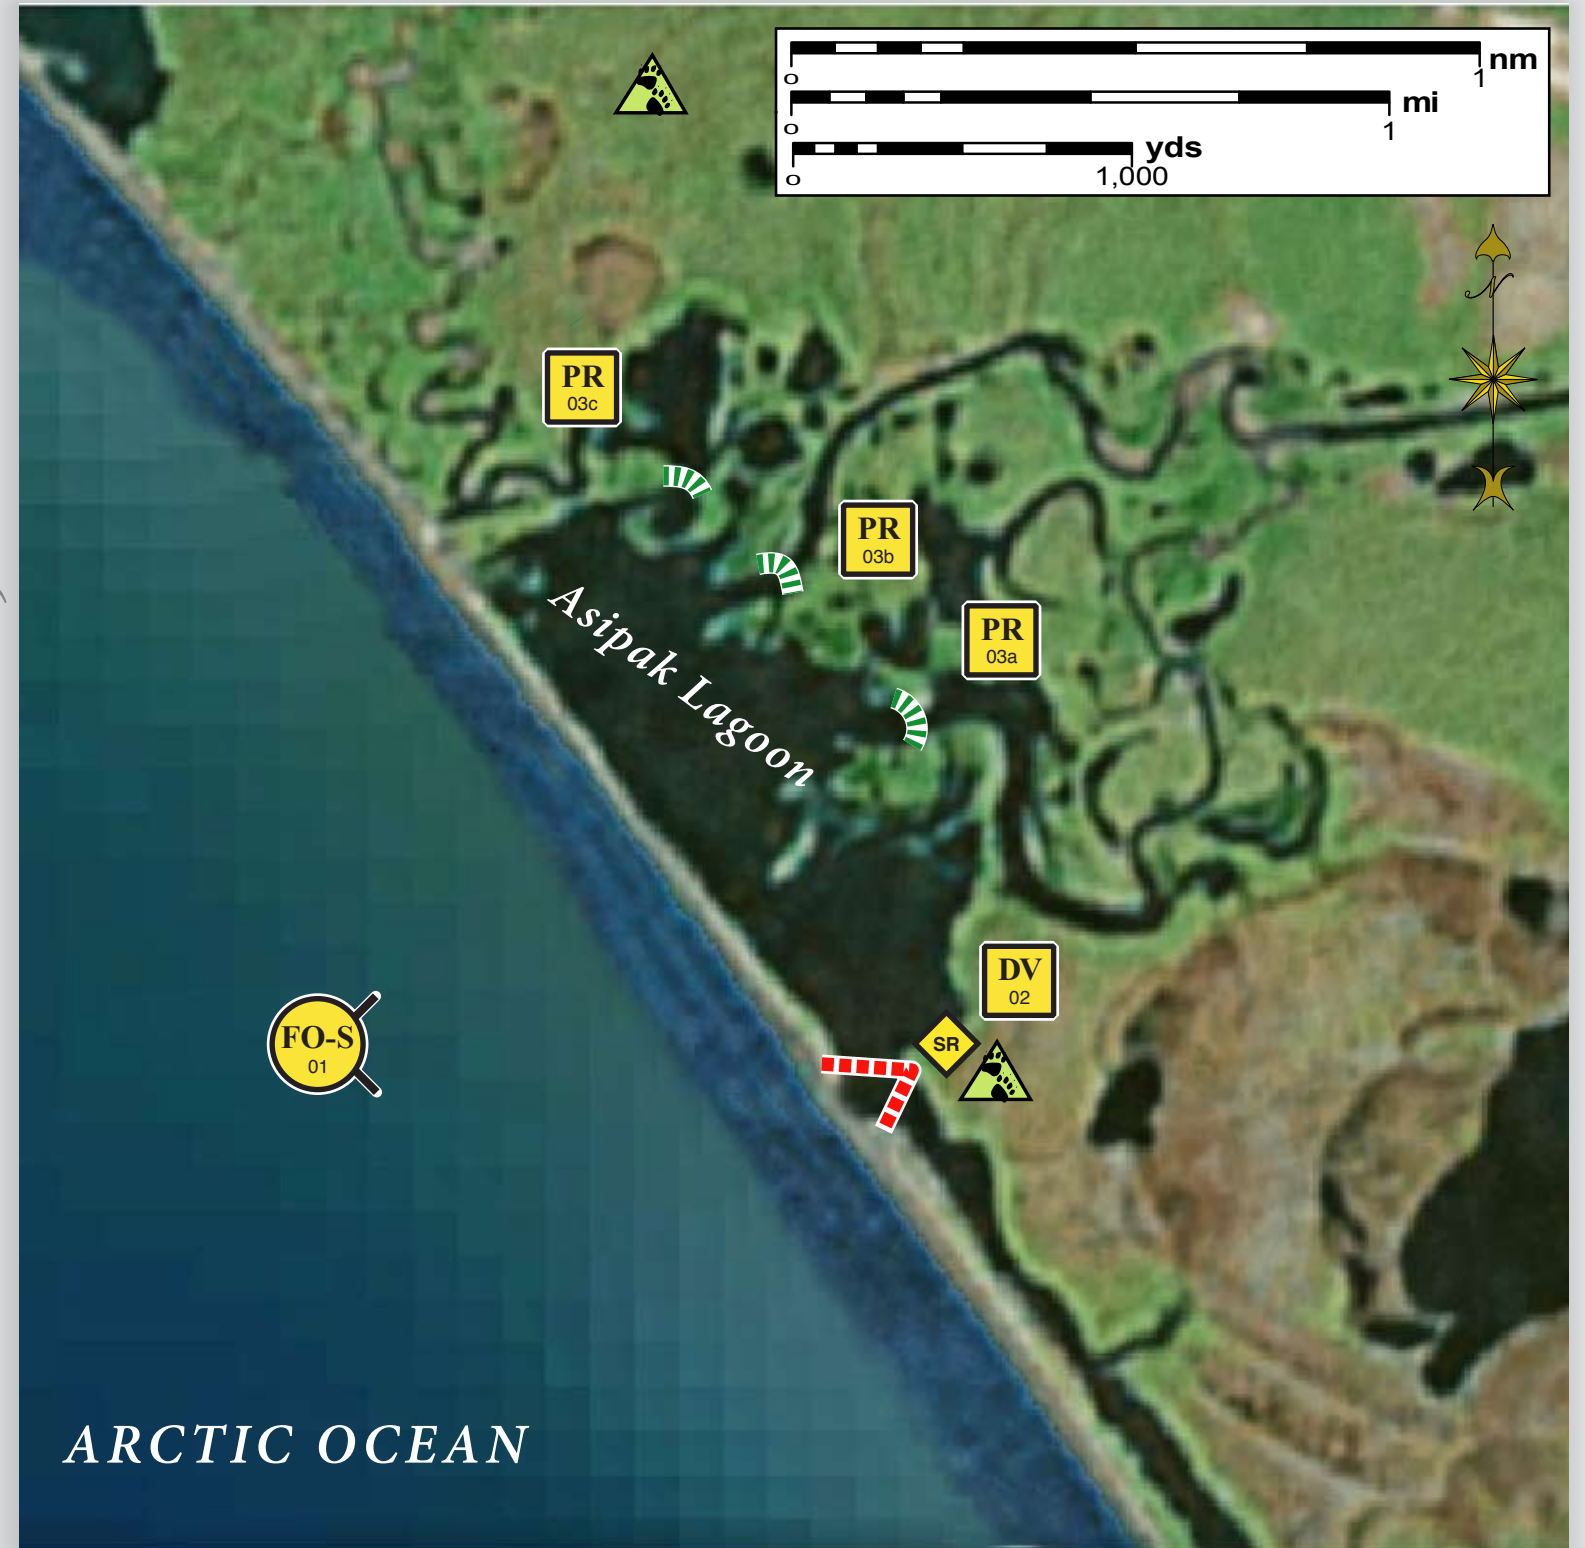 nm
0
1
mi
0
1
yds
0
1,000
N
PR
03c
PR
03b
PR
03a
Asipak Lagoon
DV
02
SR
FO-S
01
ARCTIC OCEAN